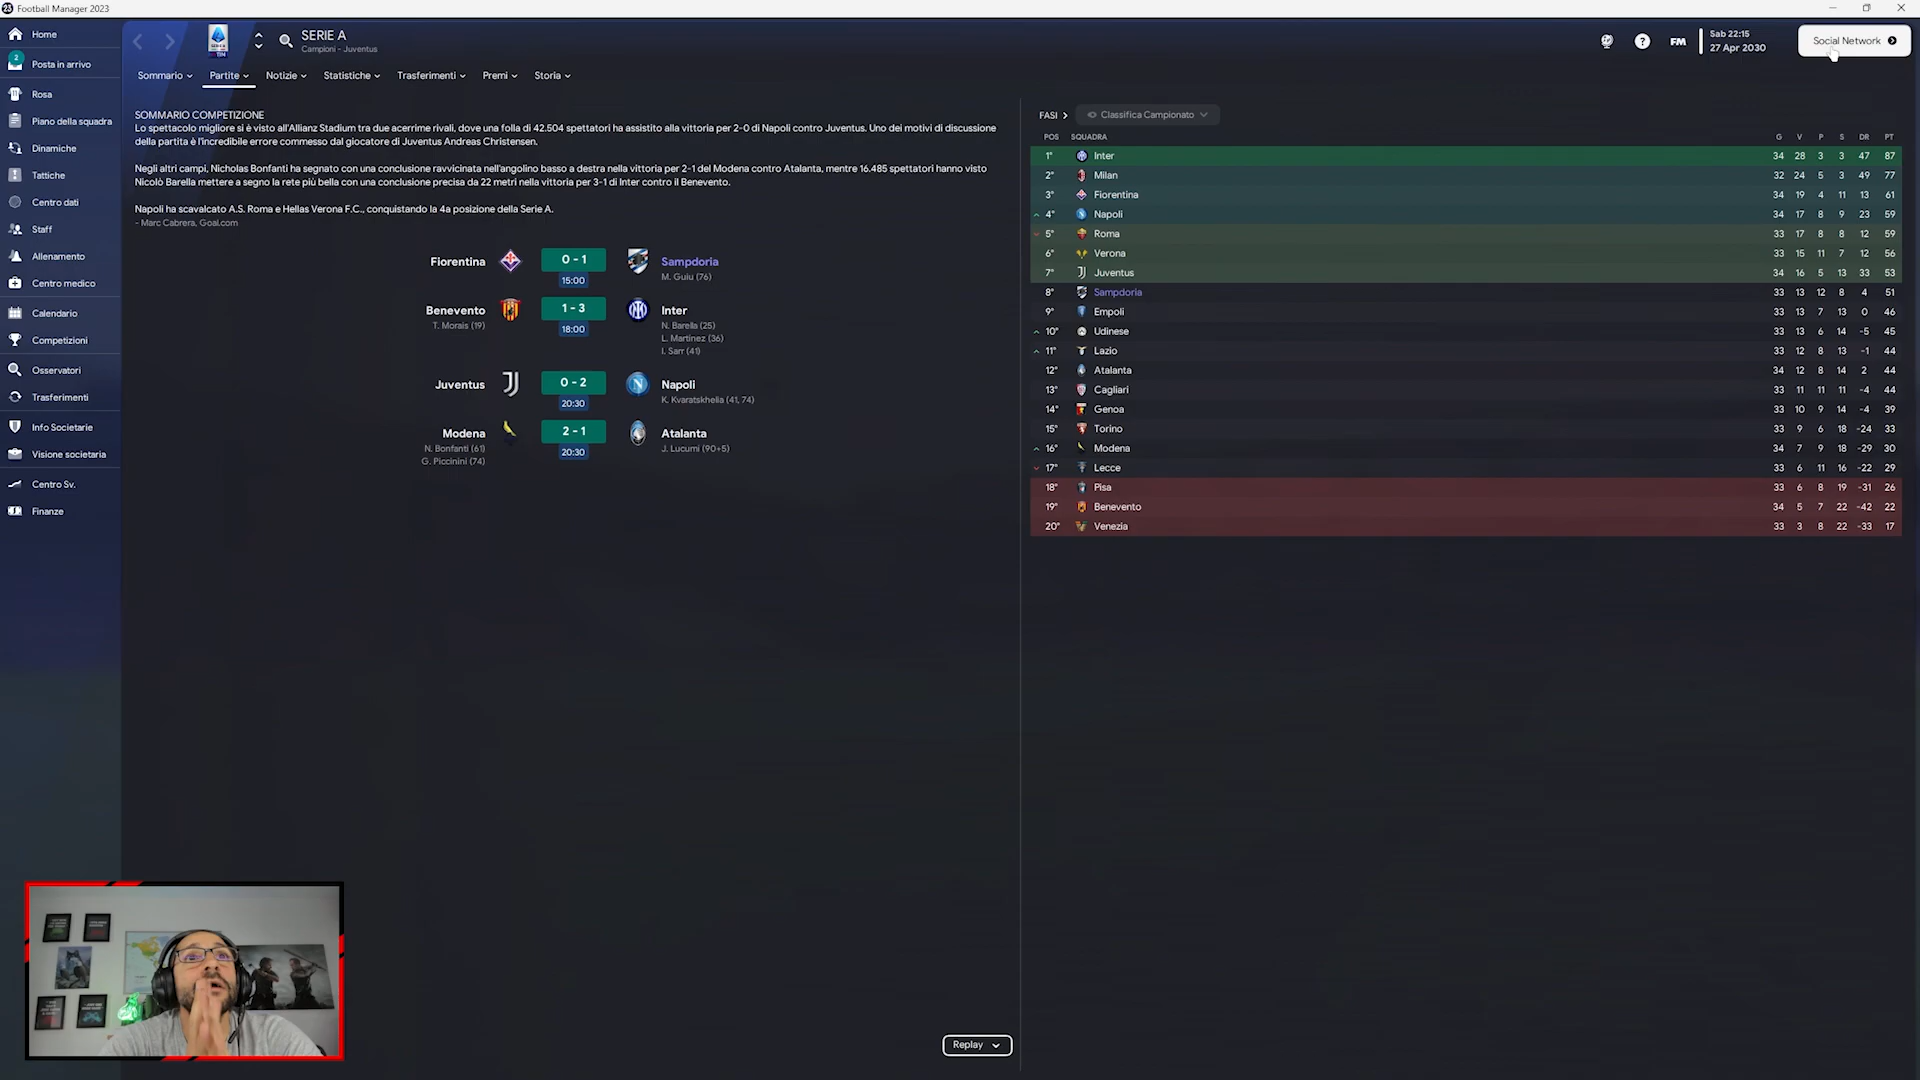 Football Manager 2023
Home
2
Posta in arrivo
Rosa
Piano della squadra
Dinamiche
Tattiche
Centro dati
Staff
Allenamento
Centro medico
Calendario
Competizioni
Osservatori
Trasferimenti
Info Societarie
Visione societaria
Centro Sv.
Finanze
SERIE A
Campioni - Juventus
FM
Sab 22:15
27 Apr 2030
Social Network
Sommario Partite Notizie Statistiche Trasferimenti Premi Storia
SOMMARIO COMPETIZIONE
Lo spettacolo migliore si è visto all'Allianz Stadium tra due acerrime rivali, dove una folla di 42.504 spettatori ha assistito alla vittoria per 2-0 di Napoli contro Juventus. Uno dei motivi di discussione
della partita è l'incredibile errore commesso dal giocatore di Juventus Andreas Christensen.
Negli altri campi, Nicholas Bonfanti ha segnato con una conclusione ravvicinata nell'angolino basso a destra nella vittoria per 2-1 del Modena contro Atalanta, mentre 16.485 spettatori hanno visto
Nicolò Barella mettere a segno la rete più bella con una conclusione precisa da 22 metri nella vittoria per 3-1 di Inter contro il Benevento.
Napoli ha scavalcato A.S. Roma e Hellas Verona F.C., conquistando la 4a posizione della Serie A.
- Marc Cabrera, Goal.com
Fiorentina 0 - 1 Sampdoria
15:00 M. Guiu (76)
Benevento 1 - 3 Inter
T. Morais (19) 18:00 N. Barella (25)
L. Martínez (36)
I. Sarr (41)
Juventus 0 - 2 Napoli
20:30 K. Kvaratskhelia (41, 74)
Modena 2 - 1 Atalanta
N. Bonfanti (61) 20:30 J. Lucumí (90+5)
G. Piccinini (74)
Replay
FASI Classifica Campionato
POS SQUADRA G V P S DR PT
1° Inter 34 28 3 3 47 87
2° Milan 32 24 5 3 49 77
3° Fiorentina 34 19 4 11 13 61
4° Napoli 34 17 8 9 23 59
5° Roma 33 17 8 8 12 59
6° Verona 33 15 11 7 12 56
7° Juventus 34 16 5 13 33 53
8° Sampdoria 33 13 12 8 4 51
9° Empoli 33 13 7 13 0 46
10° Udinese 33 13 6 14 -5 45
11° Lazio 33 12 8 13 -1 44
12° Atalanta 34 12 8 14 2 44
13° Cagliari 33 11 11 11 -4 44
14° Genoa 33 10 9 14 -4 39
15° Torino 33 9 6 18 -24 33
16° Modena 34 7 9 18 -29 30
17° Lecce 33 6 11 16 -22 29
18° Pisa 33 6 8 19 -31 26
19° Benevento 34 5 7 22 -42 22
20° Venezia 33 3 8 22 -33 17